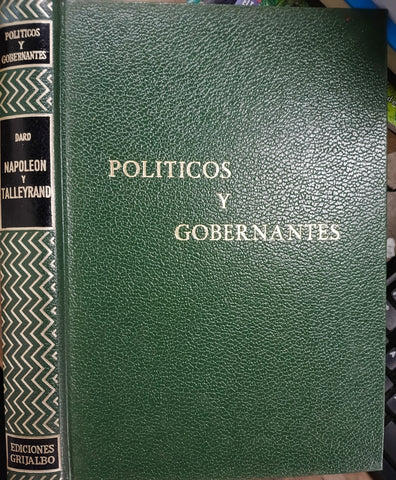 POLITICOS
Y
GOBERNANTES
DARD
NAPOLEON
Y
TALLEYRAND
EDICIONES
GRIJALBO
POLITICOS
Y
GOBERNANTES